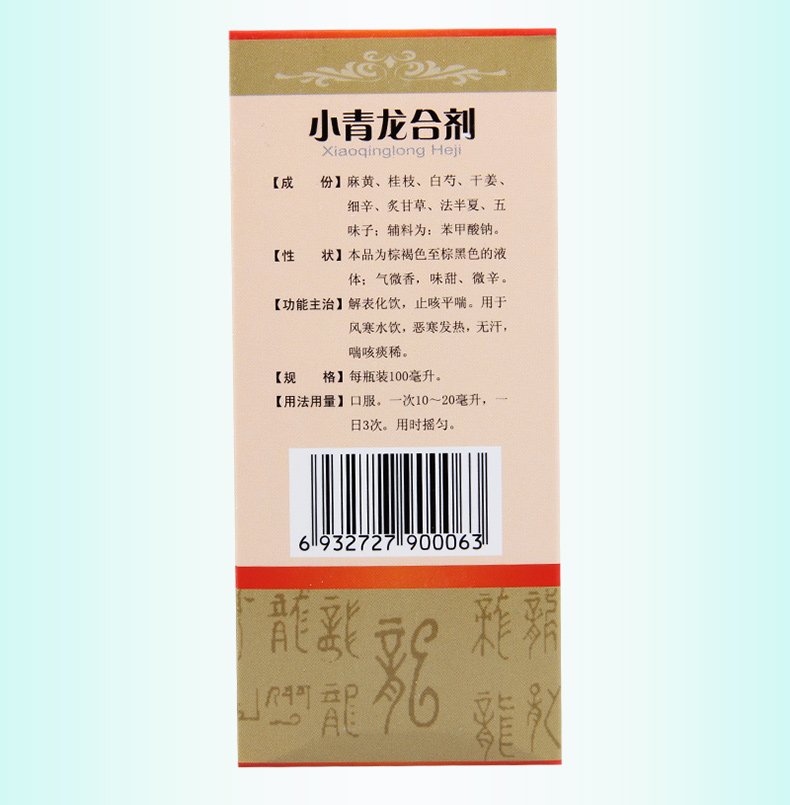 小青龙合剂
Xiaoqinglong Heji
【成 份】麻黄、桂枝、白芍、干姜、
细辛、炙甘草、法半夏、五
味子；辅料为：苯甲酸钠。
【性 状】本品为棕褐色至棕黑色的液
体；气微香，味甜、微辛。
【功能主治】解表化饮，止咳平喘。用于
风寒水饮，恶寒发热，无汗，
喘咳痰稀。
【规 格】每瓶装100毫升。
【用法用量】口服。一次10～20毫升，一
日3次。用时摇匀。
6 932727 900063
龍